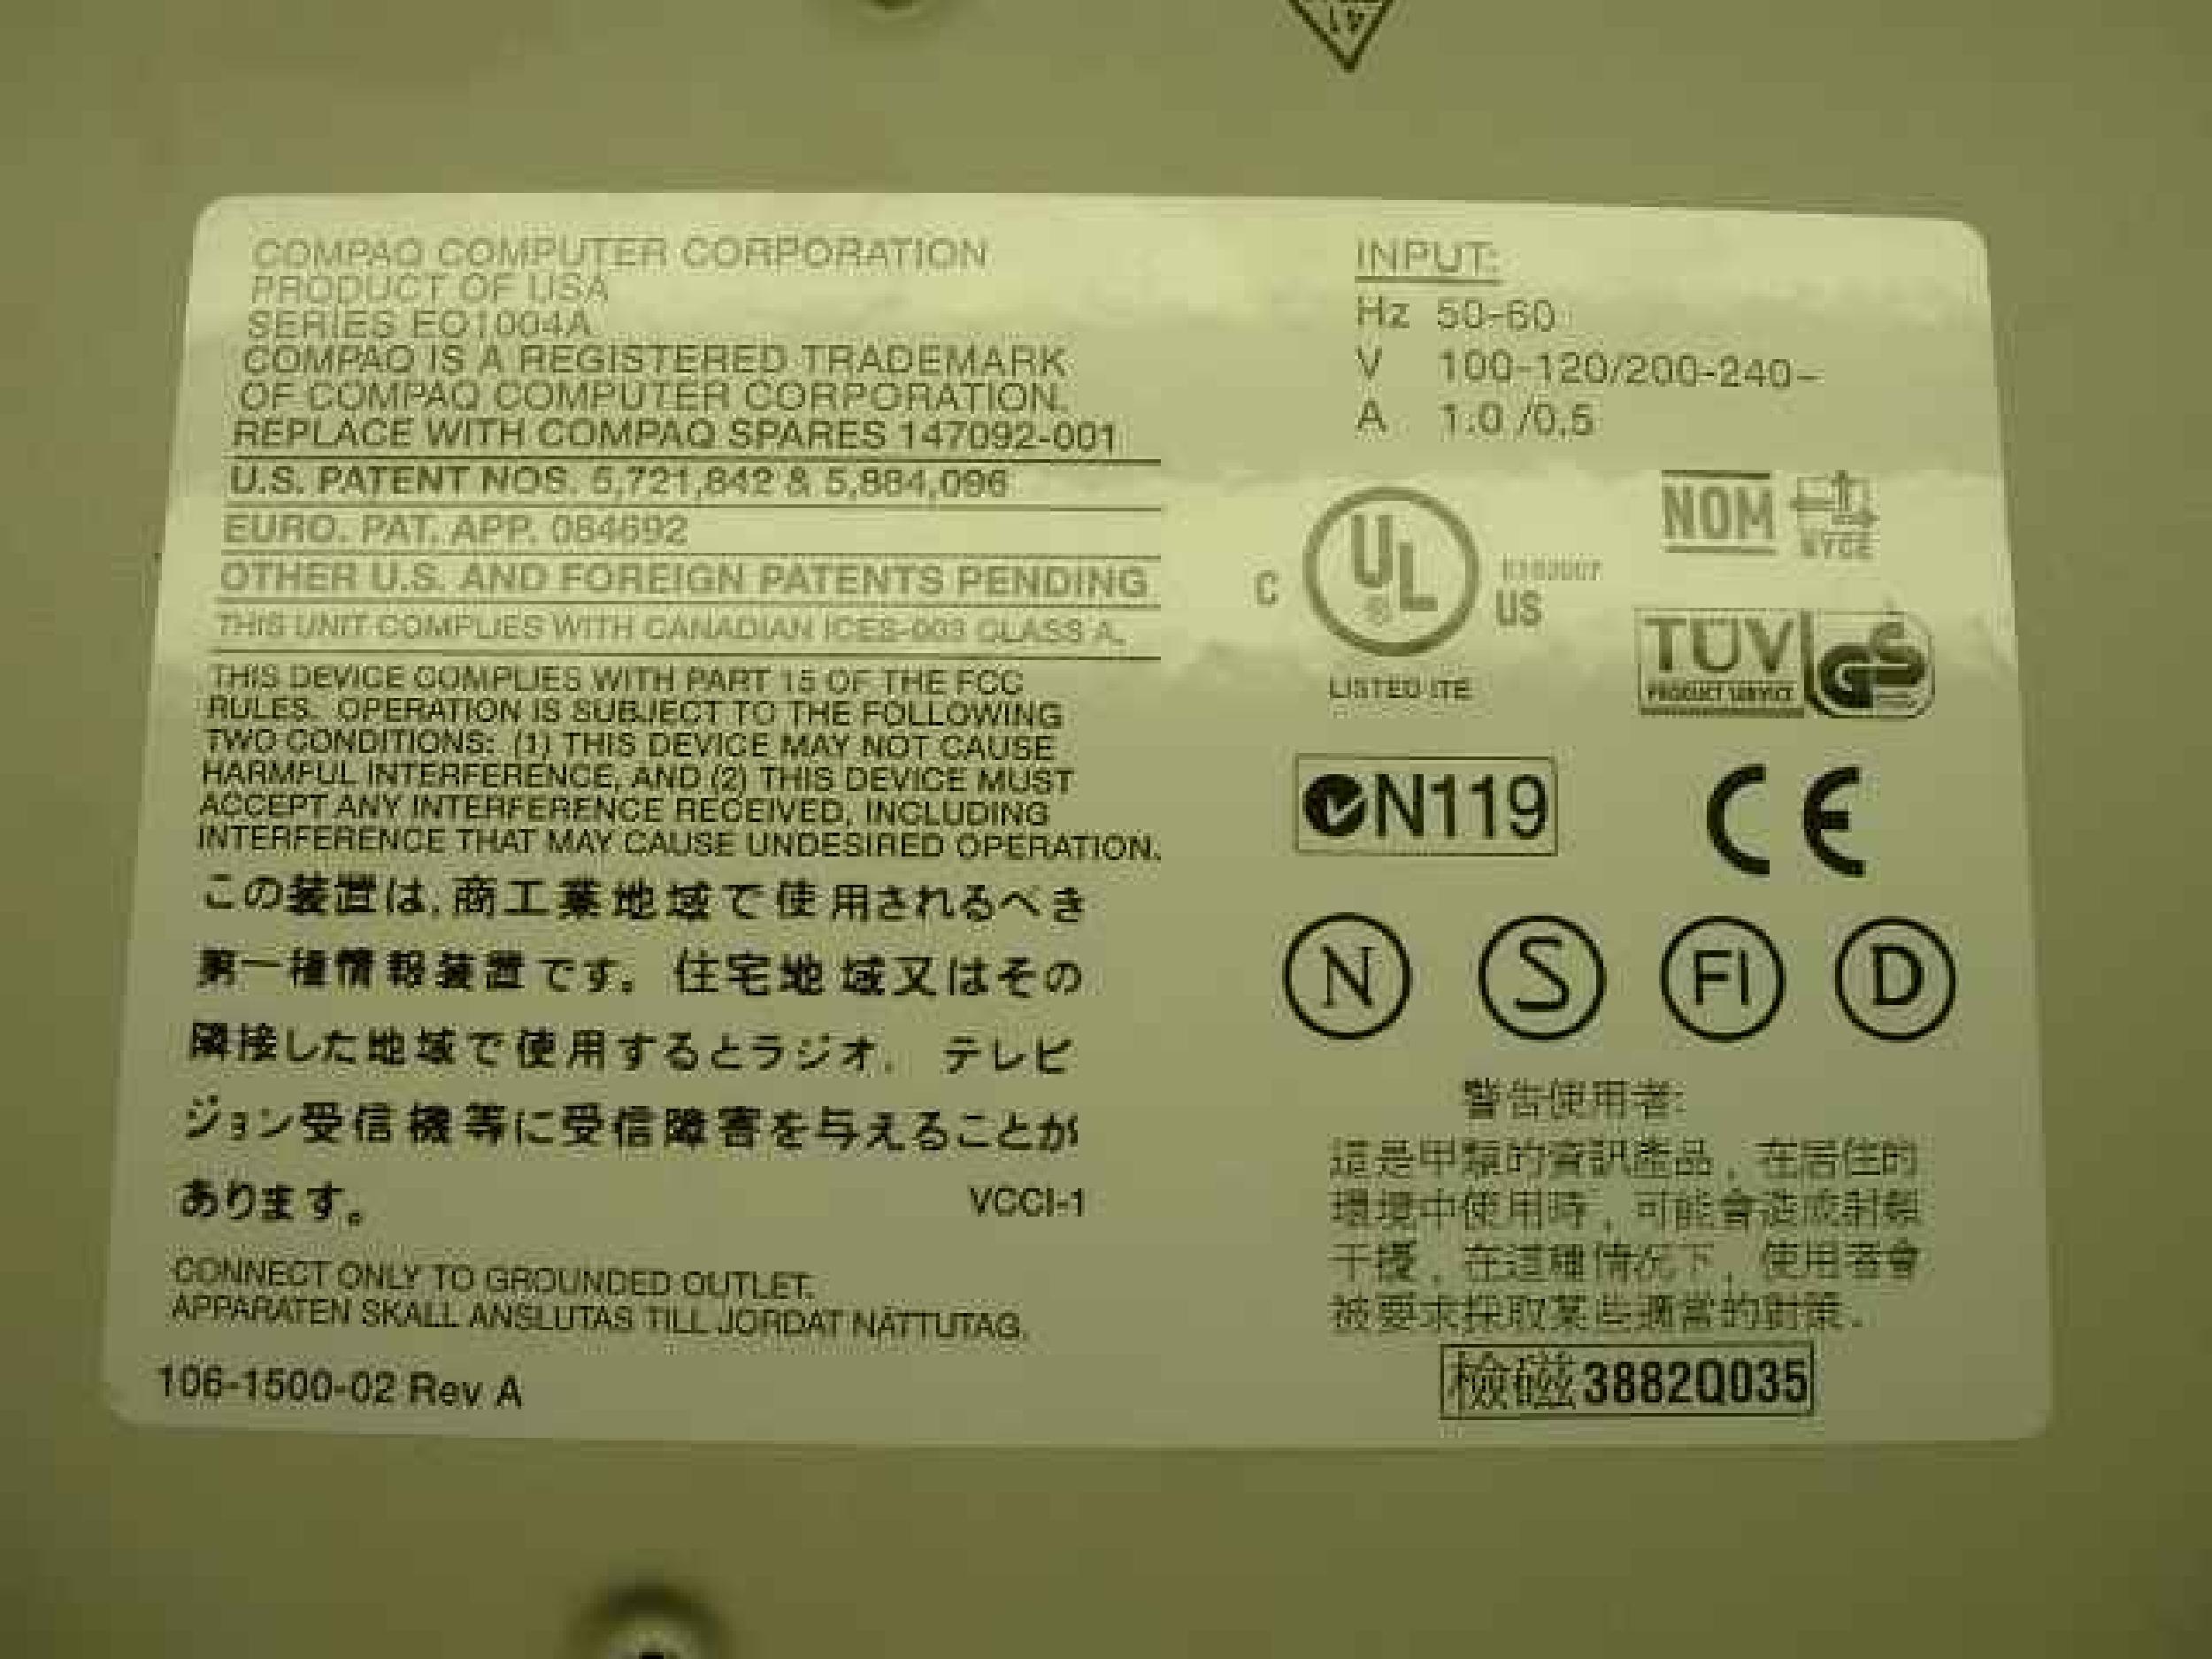 COMPAQ COMPUTER CORPORATION
PRODUCT OF USA
SERIES EO1004A
COMPAQ IS A REGISTERED TRADEMARK
OF COMPAQ COMPUTER CORPORATION.
REPLACE WITH COMPAQ SPARES 147092-001
U.S. PATENT NOS. 5,721,842 & 5,884,096
EURO. PAT. APP. 084692
OTHER U.S. AND FOREIGN PATENTS PENDING
THIS UNIT COMPLIES WITH CANADIAN ICES-003 CLASS A.
THIS DEVICE COMPLIES WITH PART 15 OF THE FCC
RULES. OPERATION IS SUBJECT TO THE FOLLOWING
TWO CONDITIONS: (1) THIS DEVICE MAY NOT CAUSE
HARMFUL INTERFERENCE, AND (2) THIS DEVICE MUST
ACCEPT ANY INTERFERENCE RECEIVED, INCLUDING
INTERFERENCE THAT MAY CAUSE UNDESIRED OPERATION.
この装置は,商工業地域で使用されるべき
第一種情報装置です。住宅地域又はその
隣接した地域で使用するとラジオ,テレビ
ジョン受信機等に受信障害を与えることが
あります。 VCCI-1
CONNECT ONLY TO GROUNDED OUTLET.
APPARATEN SKALL ANSLUTAS TILL JORDAT NÄTTUTAG.
106-1500-02 Rev A
INPUT:
Hz 50-60
V 100-120/200-240~
A 1.0 /0.5
C UL ® US
LISTED ITE
NOM NYCE
TÜV GS
PRODUCT SERVICE
N119
CE
N S FI D
警告使用者:
這是甲類的資訊產品,在居住的
環境中使用時,可能會造成射頻
干擾,在這種情況下,使用者會
被要求採取某些適當的對策.
檢磁3882Q035
41